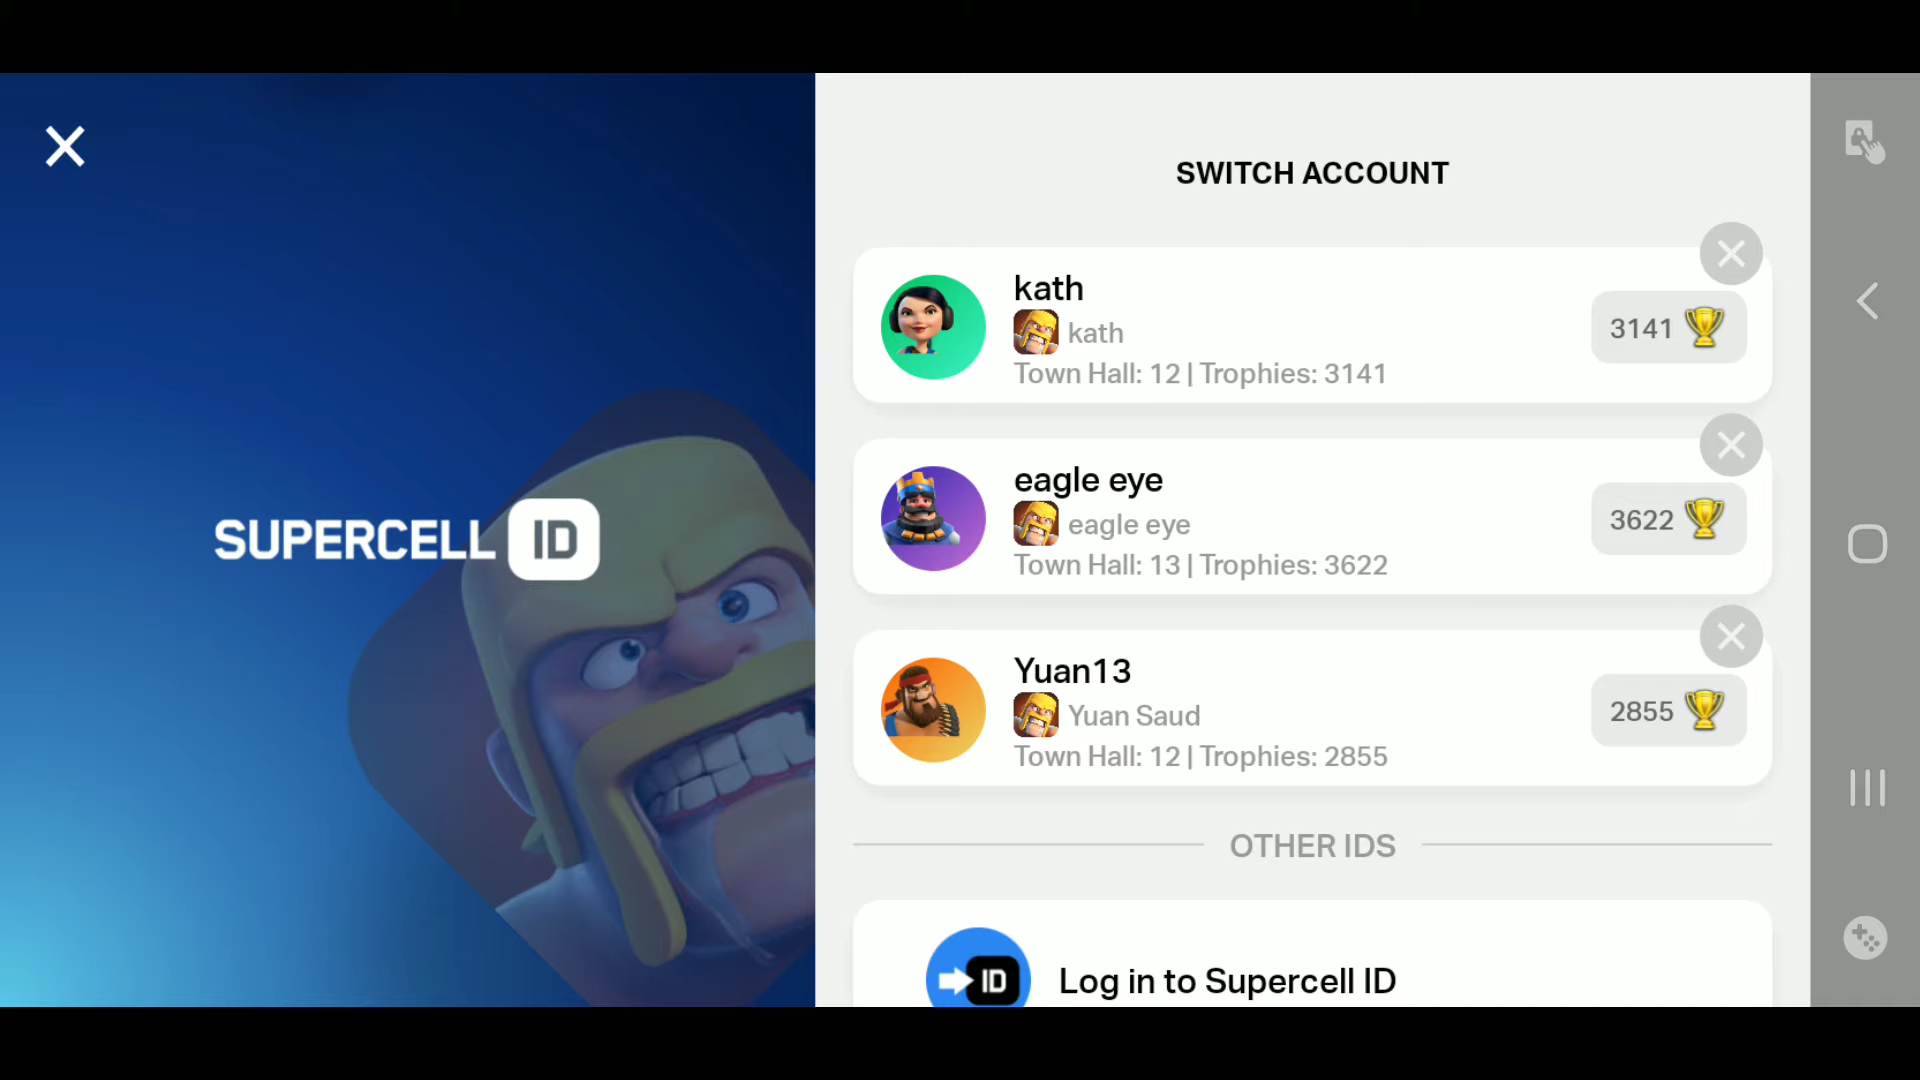 SUPERCELL ID
SWITCH ACCOUNT
kath
kath
Town Hall: 12 | Trophies: 3141
3141
eagle eye
eagle eye
Town Hall: 13 | Trophies: 3622
3622
Yuan13
Yuan Saud
Town Hall: 12 | Trophies: 2855
2855
OTHER IDS
ID
Log in to Supercell ID